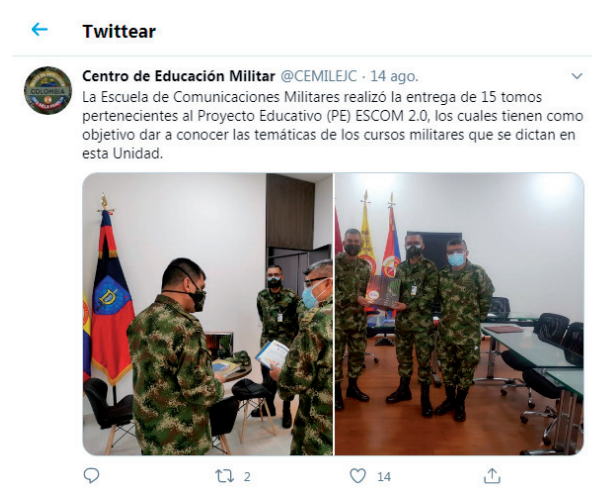 Twittear
Centro de Educación Militar @CEMILEJC · 14 ago.
La Escuela de Comunicaciones Militares realizó la entrega de 15 tomos
pertenecientes al Proyecto Educativo (PE) ESCOM 2.0, los cuales tienen como
objetivo dar a conocer las temáticas de los cursos militares que se dictan en
esta Unidad.
COLOMBIA
2
14